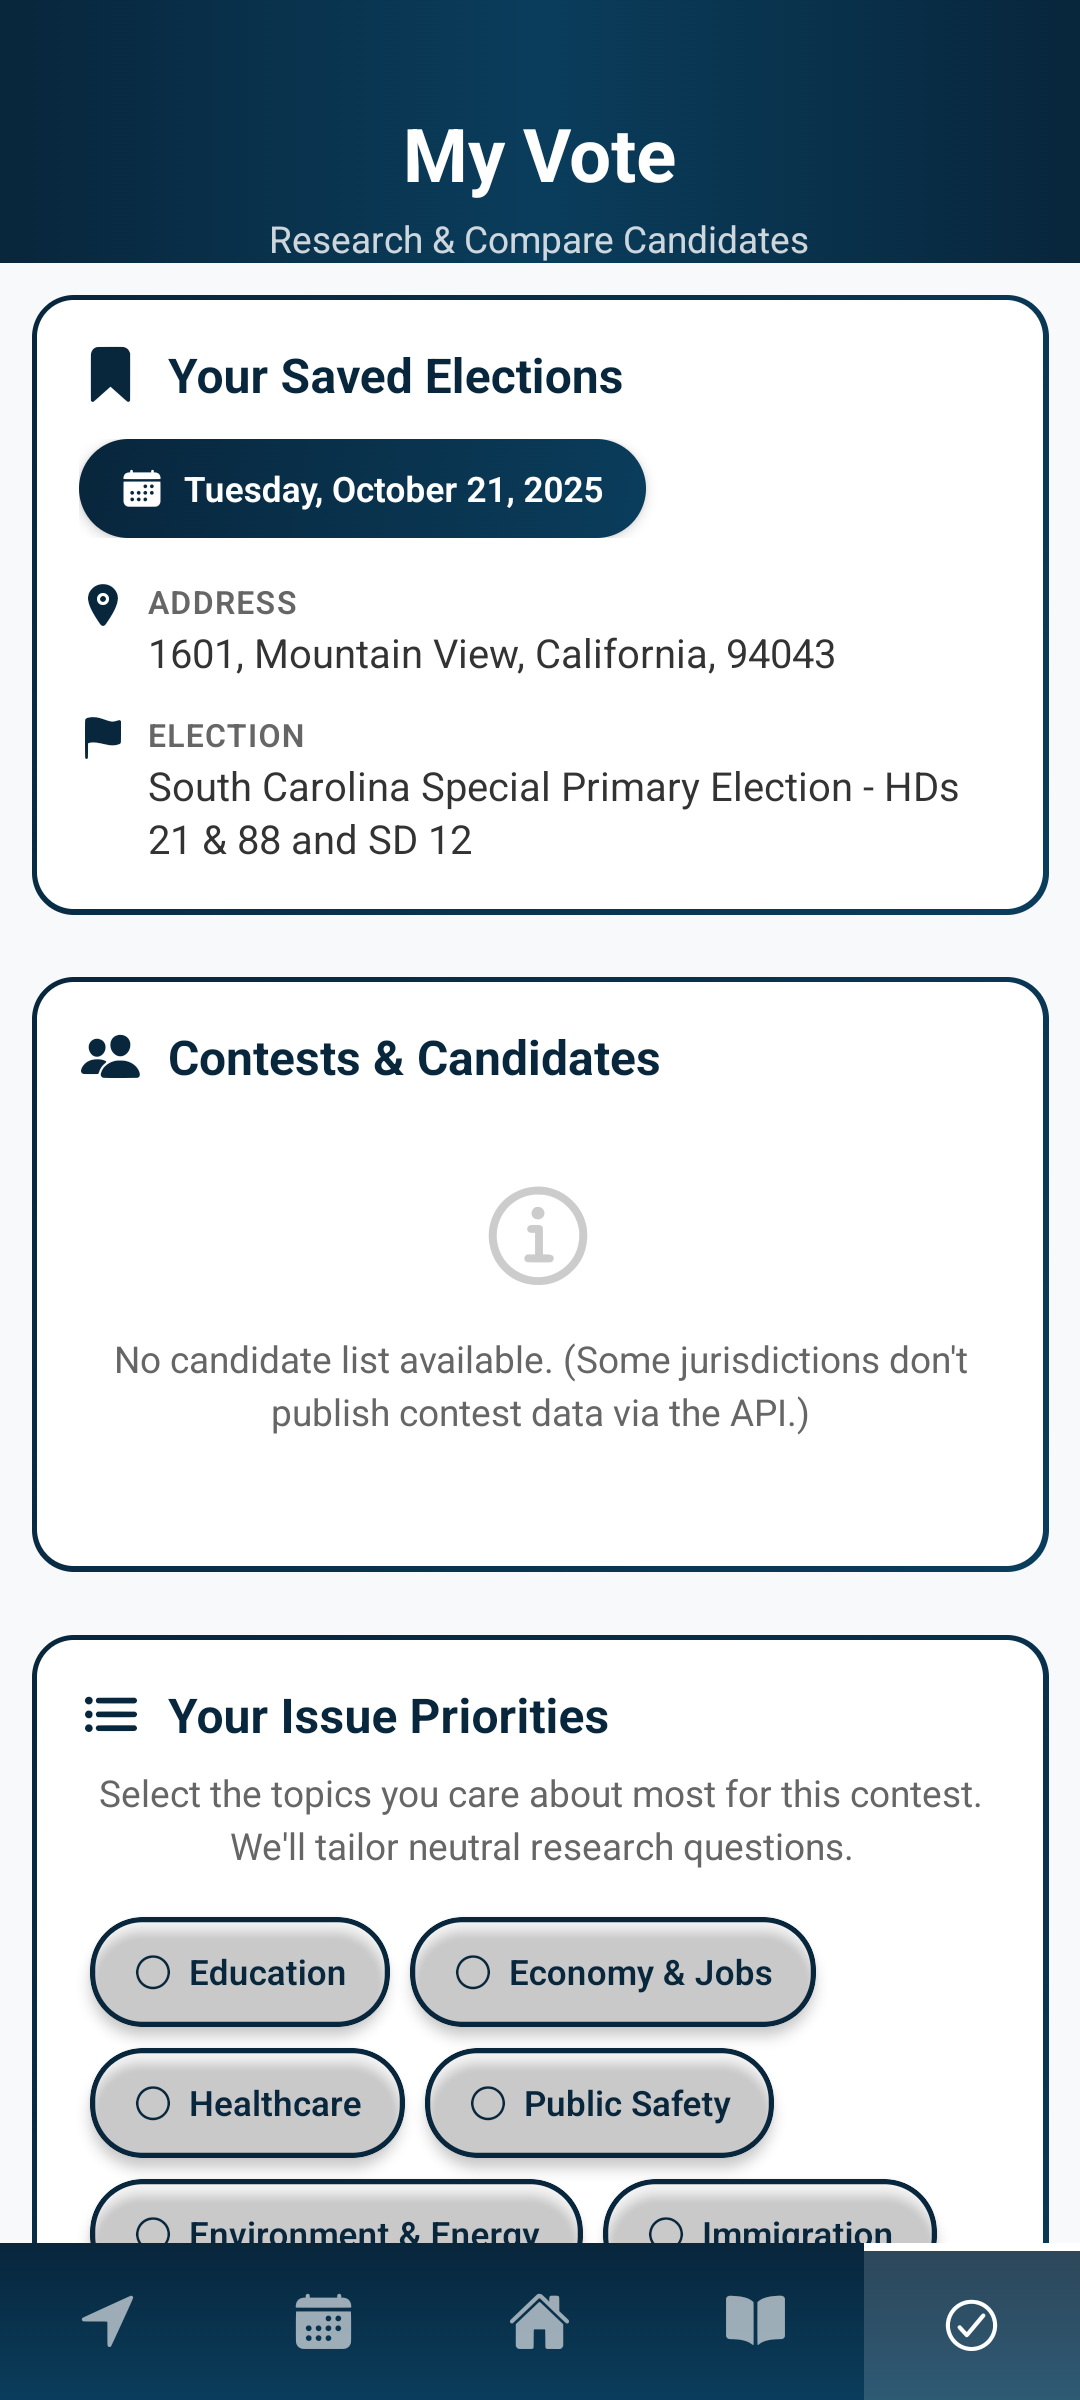 My Vote
Research & Compare Candidates
Your Saved Elections
Tuesday, October 21, 2025
ADDRESS
1601, Mountain View, California, 94043
ELECTION
South Carolina Special Primary Election - HDs
21 & 88 and SD 12
Contests & Candidates
No candidate list available. (Some jurisdictions don't
publish contest data via the API.)
Your Issue Priorities
Select the topics you care about most for this contest.
We'll tailor neutral research questions.
Education
Economy & Jobs
Healthcare
Public Safety
Environment & Energy
Immigration